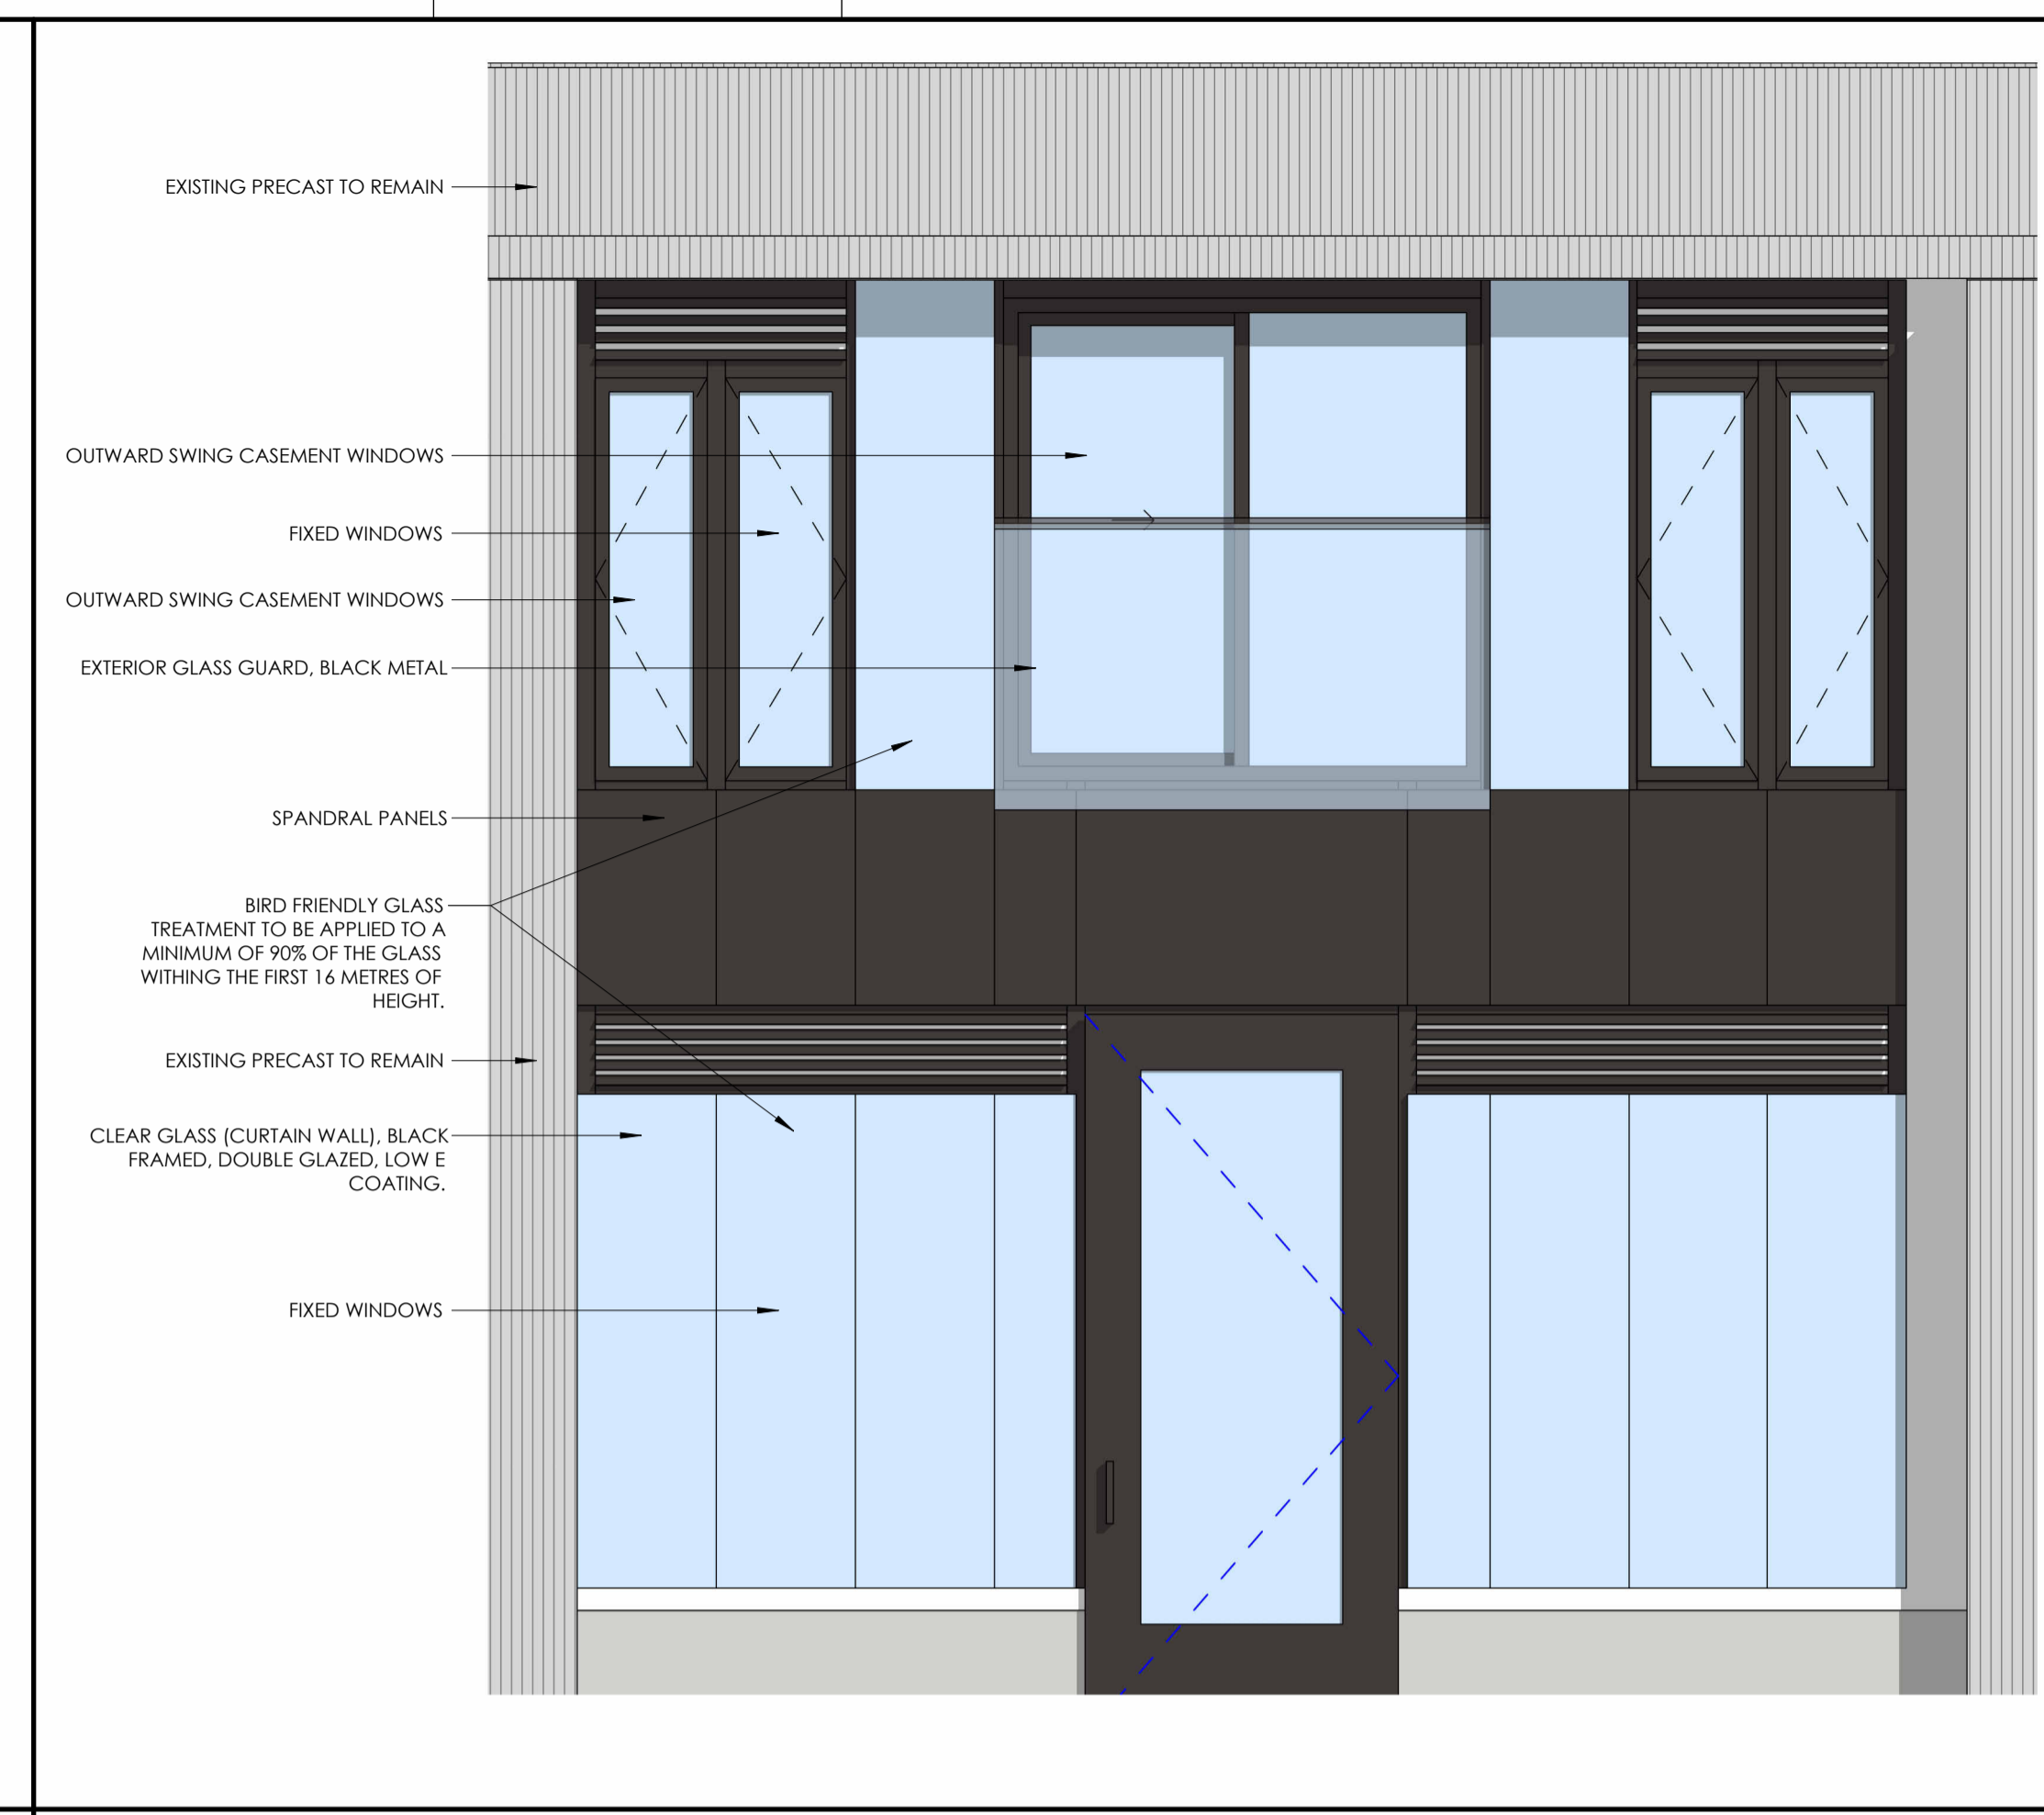 EXISTING PRECAST TO REMAIN
OUTWARD SWING CASEMENT WINDOWS
FIXED WINDOWS
OUTWARD SWING CASEMENT WINDOWS
EXTERIOR GLASS GUARD, BLACK METAL
SPANDRAL PANELS
BIRD FRIENDLY GLASS
TREATMENT TO BE APPLIED TO A
MINIMUM OF 90% OF THE GLASS
WITHING THE FIRST 16 METRES OF
HEIGHT.
EXISTING PRECAST TO REMAIN
CLEAR GLASS (CURTAIN WALL), BLACK
FRAMED, DOUBLE GLAZED, LOW E
COATING.
FIXED WINDOWS